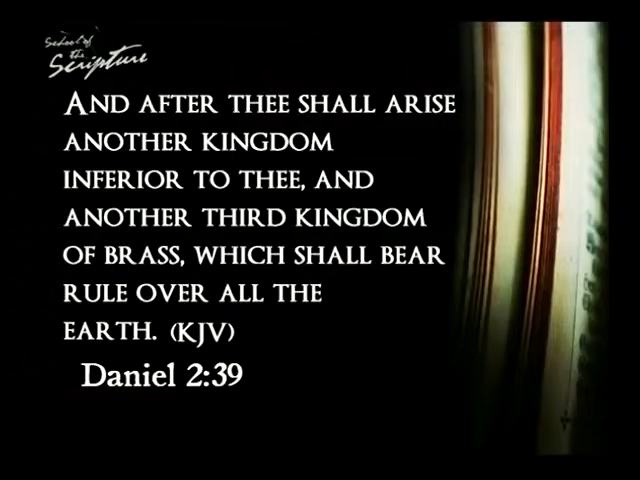 School of
the
Scripture
AND AFTER THEE SHALL ARISE
ANOTHER KINGDOM
INFERIOR TO THEE, AND
ANOTHER THIRD KINGDOM
OF BRASS, WHICH SHALL BEAR
RULE OVER ALL THE
EARTH. (KJV)
Daniel 2:39